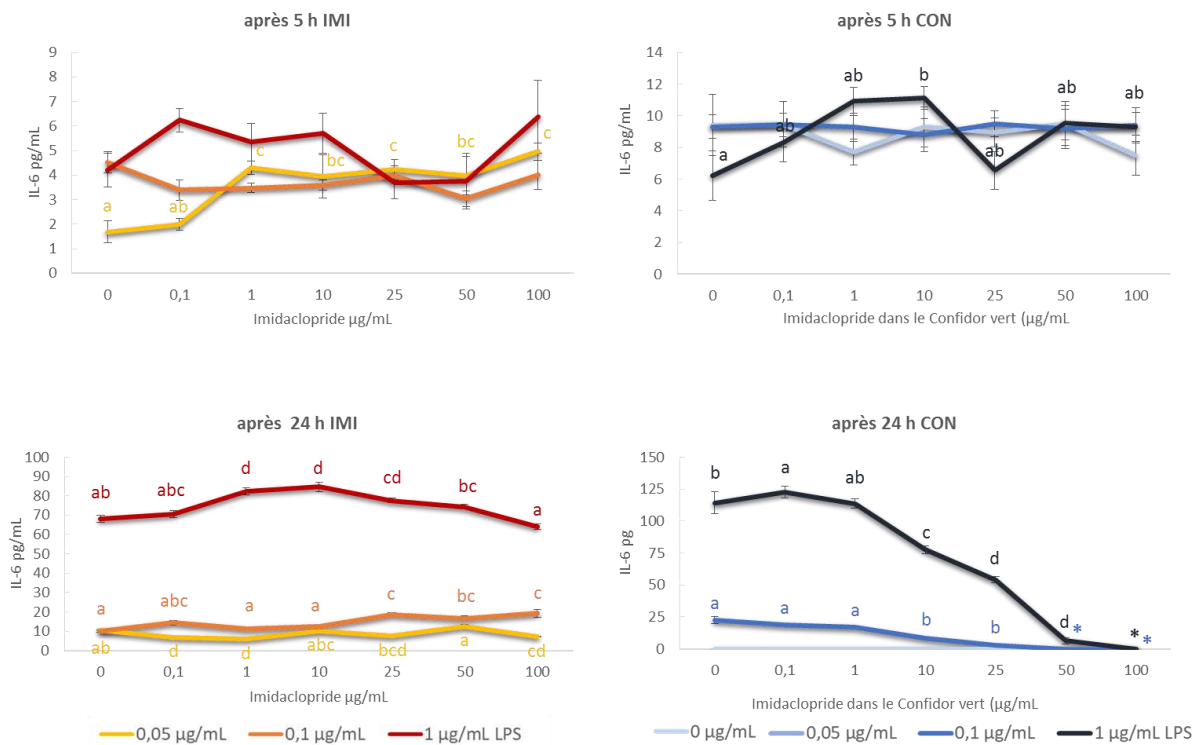 après 5 h IMI
IL-6 pg/mL
9
8
7
6
5
4
3
2
1
0
a
ab
c
bc
c
bc
c
0 0,1 1 10 25 50 100
Imidaclopride µg/mL
après 5 h CON
IL-6 pg/mL
14
12
10
8
6
4
2
0
a
ab
ab
b
ab
ab
ab
0 0,1 1 10 25 50 100
Imidaclopride dans le Confidor vert (µg/mL
après 24 h IMI
IL-6 pg/mL
100
90
80
70
60
50
40
30
20
10
0
ab abc d d cd bc a
a abc a a c bc c
ab d d abc bcd a cd
0 0,1 1 10 25 50 100
Imidaclopride µg/mL
0,05 µg/mL 0,1 µg/mL 1 µg/mL LPS
après 24 h CON
IL-6 pg
150
125
100
75
50
25
0
b a ab c d d *
a a a b b * *
0 0,1 1 10 25 50 100
Imidaclopride dans le Confidor vert (µg/mL
0 µg/mL 0,05 µg/mL 0,1 µg/mL 1 µg/mL LPS